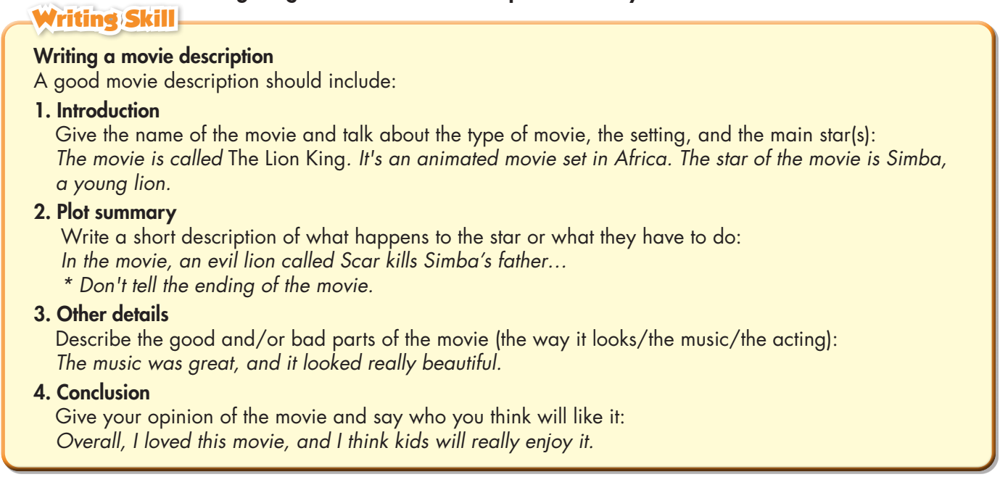 Writing Skill
Writing a movie description
A good movie description should include:
1. Introduction
Give the name of the movie and talk about the type of movie, the setting, and the main star(s):
The movie is called The Lion King. It's an animated movie set in Africa. The star of the movie is Simba,
a young lion.
2. Plot summary
Write a short description of what happens to the star or what they have to do:
In the movie, an evil lion called Scar kills Simba’s father…
* Don't tell the ending of the movie.
3. Other details
Describe the good and/or bad parts of the movie (the way it looks/the music/the acting):
The music was great, and it looked really beautiful.
4. Conclusion
Give your opinion of the movie and say who you think will like it:
Overall, I loved this movie, and I think kids will really enjoy it.